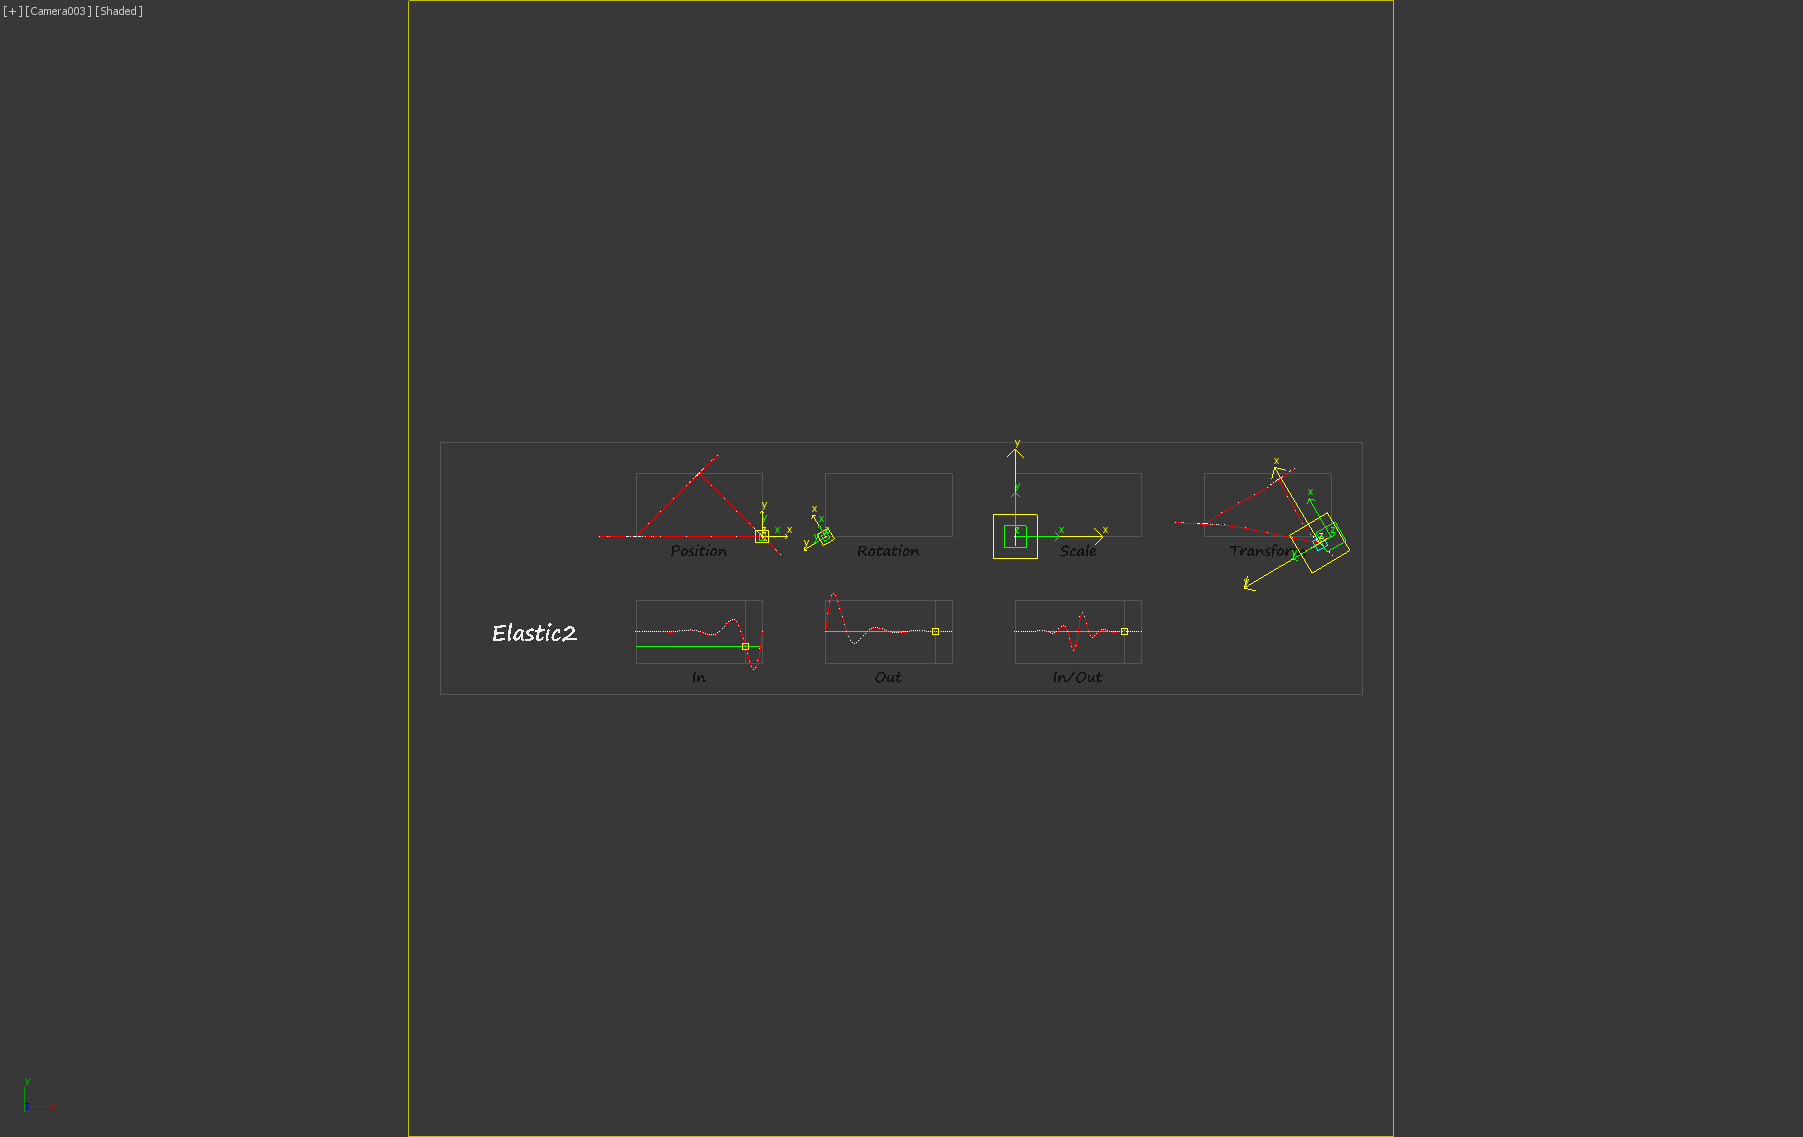 [+] [Camera003] [Shaded]
y
x
y
x
y
x
y
x
z
y
y
x
x
z
x
x
y
y
z
Position
Rotation
Scale
Transfor
Elastic2
In
Out
In/Out
y
z
x